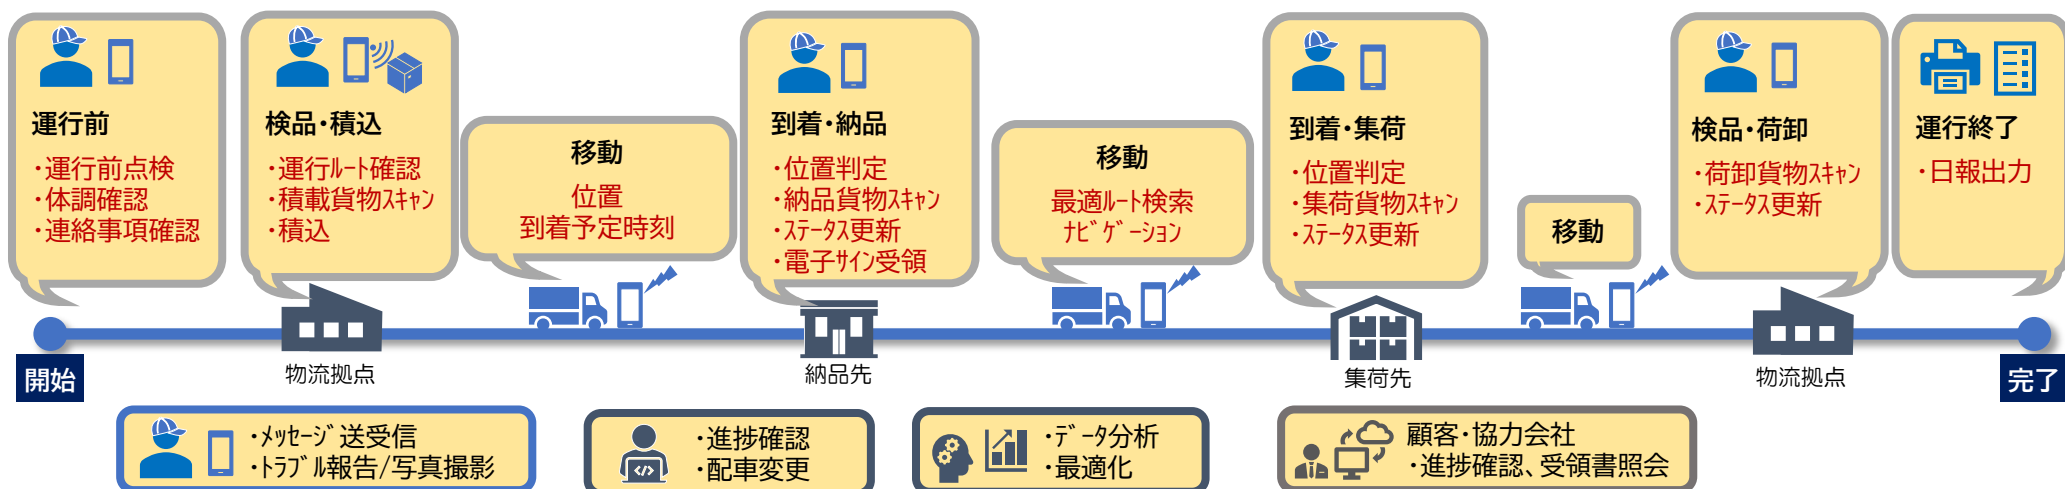 運行前
・運行前点検
・体調確認
・連絡事項確認
検品・積込
・運行ﾙｰﾄ確認
・積載貨物ｽｷｬﾝ
・積込
移動
位置
到着予定時刻
到着・納品
・位置判定
・納品貨物ｽｷｬﾝ
・ｽﾃｰﾀｽ更新
・電子ｻｲﾝ受領
移動
最適ﾙｰﾄ検索
ﾅﾋﾞｹﾞｰｼｮﾝ
到着・集荷
・位置判定
・集荷貨物ｽｷｬﾝ
・ｽﾃｰﾀｽ更新
移動
検品・荷卸
・荷卸貨物ｽｷｬﾝ
・ｽﾃｰﾀｽ更新
運行終了
・日報出力
開始
物流拠点
納品先
集荷先
物流拠点
完了
・ﾒｯｾｰｼﾞ送受信
・ﾄﾗﾌﾞﾙ報告/写真撮影
・進捗確認
・配車変更
・ﾃﾞｰﾀ分析
・最適化
顧客・協力会社
・進捗確認、受領書照会